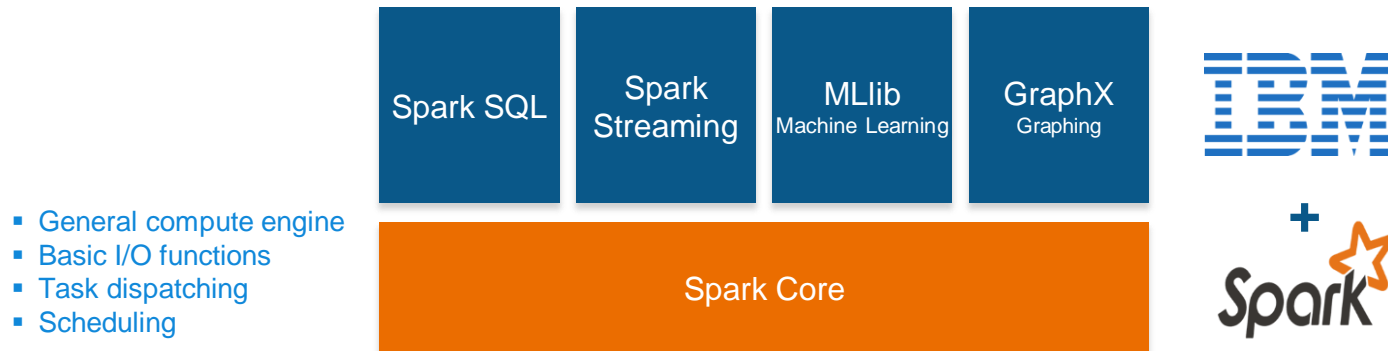 Spark SQL
Spark
Streaming
MLlib
Machine Learning
GraphX
Graphing
IBM
▪ General compute engine
▪ Basic I/O functions
▪ Task dispatching
▪ Scheduling
Spark Core
+
Spark